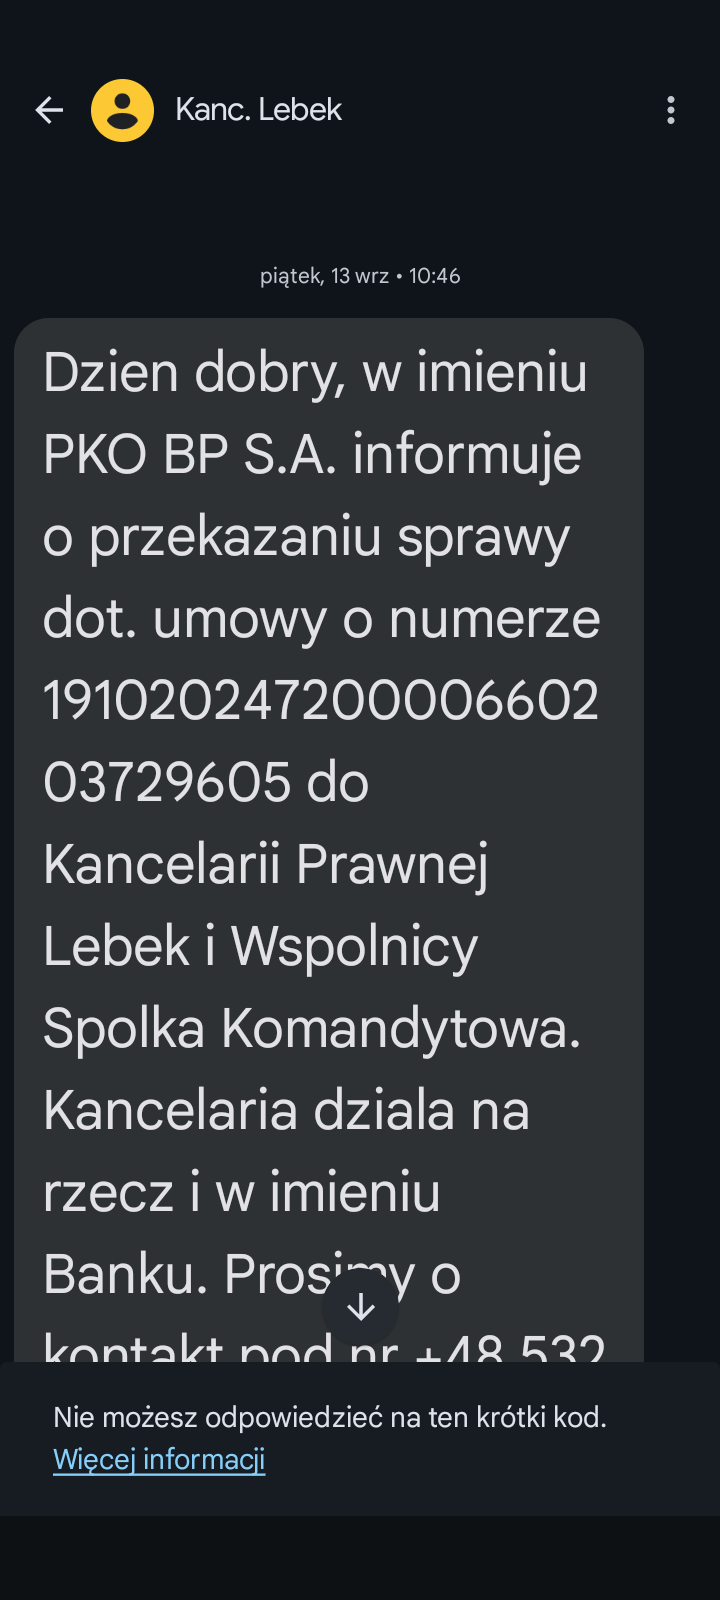 Kanc. Lebek
piątek, 13 wrz • 10:46
Dzien dobry, w imieniu
PKO BP S.A. informuje
o przekazaniu sprawy
dot. umowy o numerze
191020247200006602
03729605 do
Kancelarii Prawnej
Lebek i Wspolnicy
Spolka Komandytowa.
Kancelaria dziala na
rzecz i w imieniu
Banku. Prosimy o
kontakt pod nr +48 532
Nie możesz odpowiedzieć na ten krótki kod.
Więcej informacji